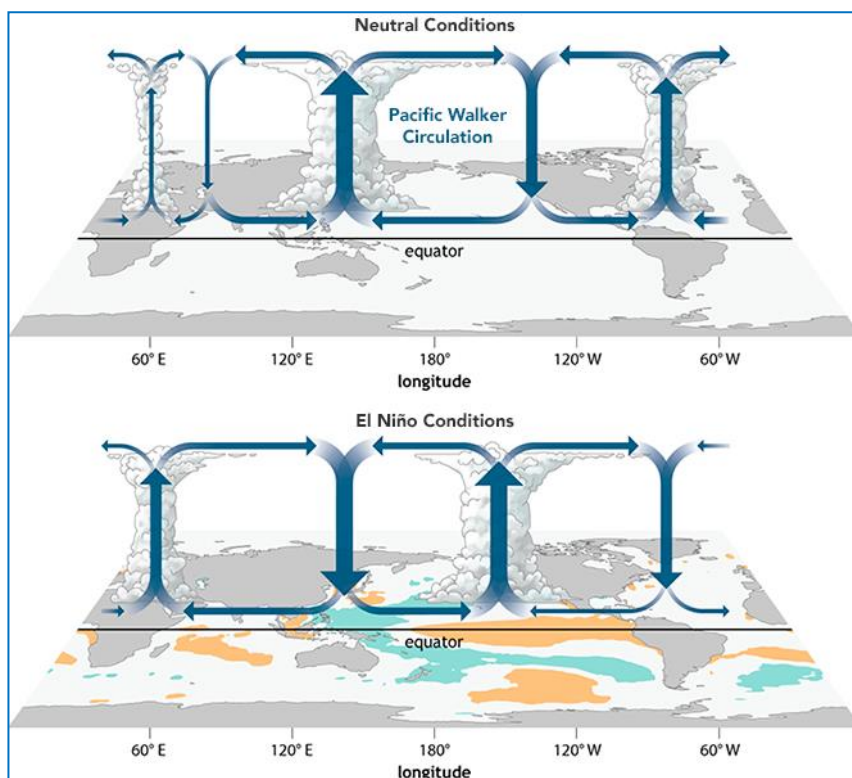 Neutral Conditions
Pacific Walker
Circulation
equator
60° E 120° E 180° 120° W 60° W
longitude
El Niño Conditions
equator
60° E 120° E 180° 120° W 60° W
longitude